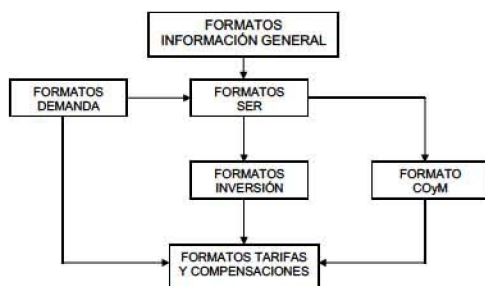 FORMATOS
INFORMACIÓN GENERAL
FORMATOS
DEMANDA
FORMATOS
SER
FORMATOS
INVERSIÓN
FORMATO
COyM
FORMATOS TARIFAS
Y COMPENSACIONES